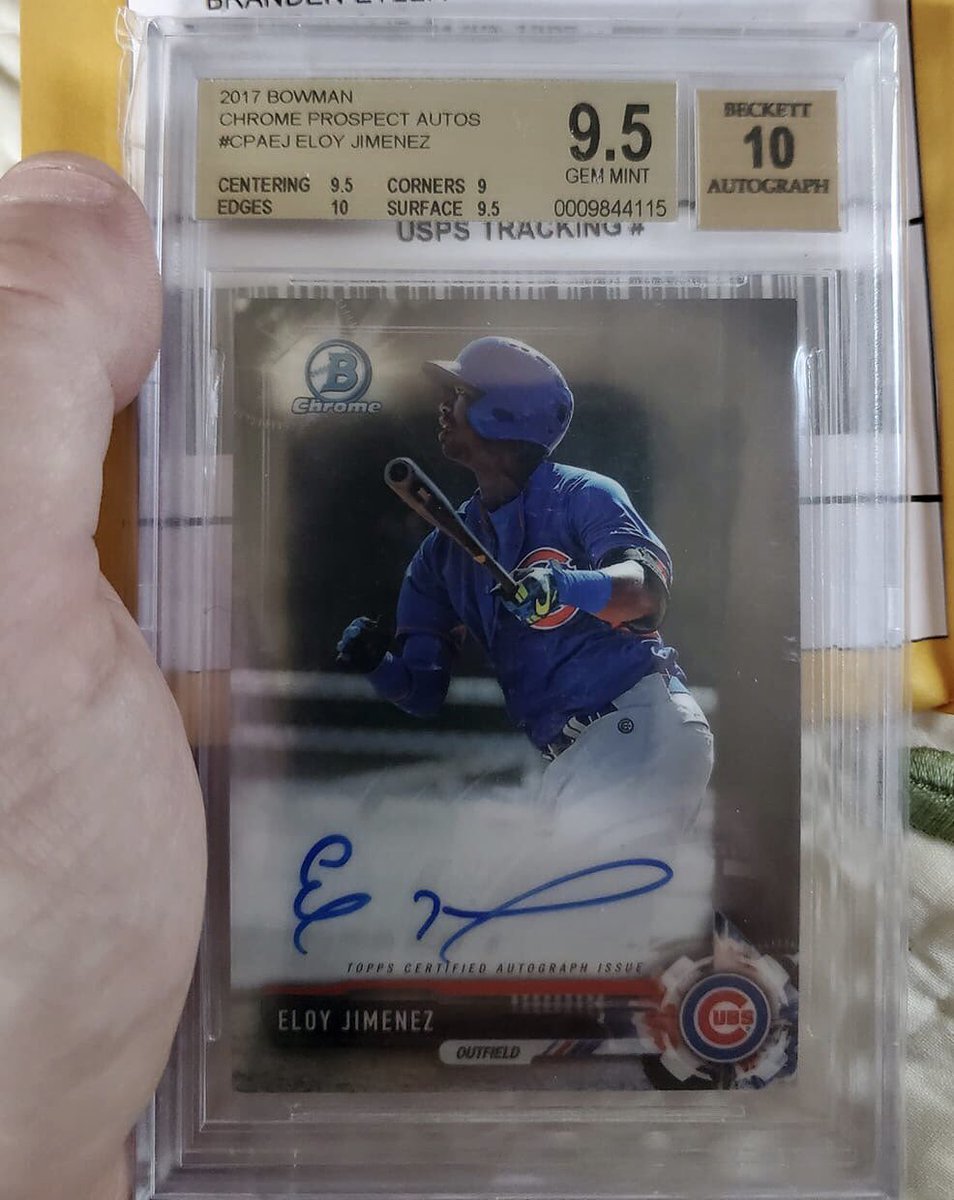 2017 BOWMAN
CHROME PROSPECT AUTOS
#CPAEJ ELOY JIMENEZ
9.5
GEM MINT
CENTERING 9.5 CORNERS 9
EDGES 10 SURFACE 9.5
0009844115
BECKETT
10
AUTOGRAPH
USPS TRACKING #
B
Chrome
TOPPS CERTIFIED AUTOGRAPH ISSUE
ELOY JIMENEZ
OUTFIELD
CUBS